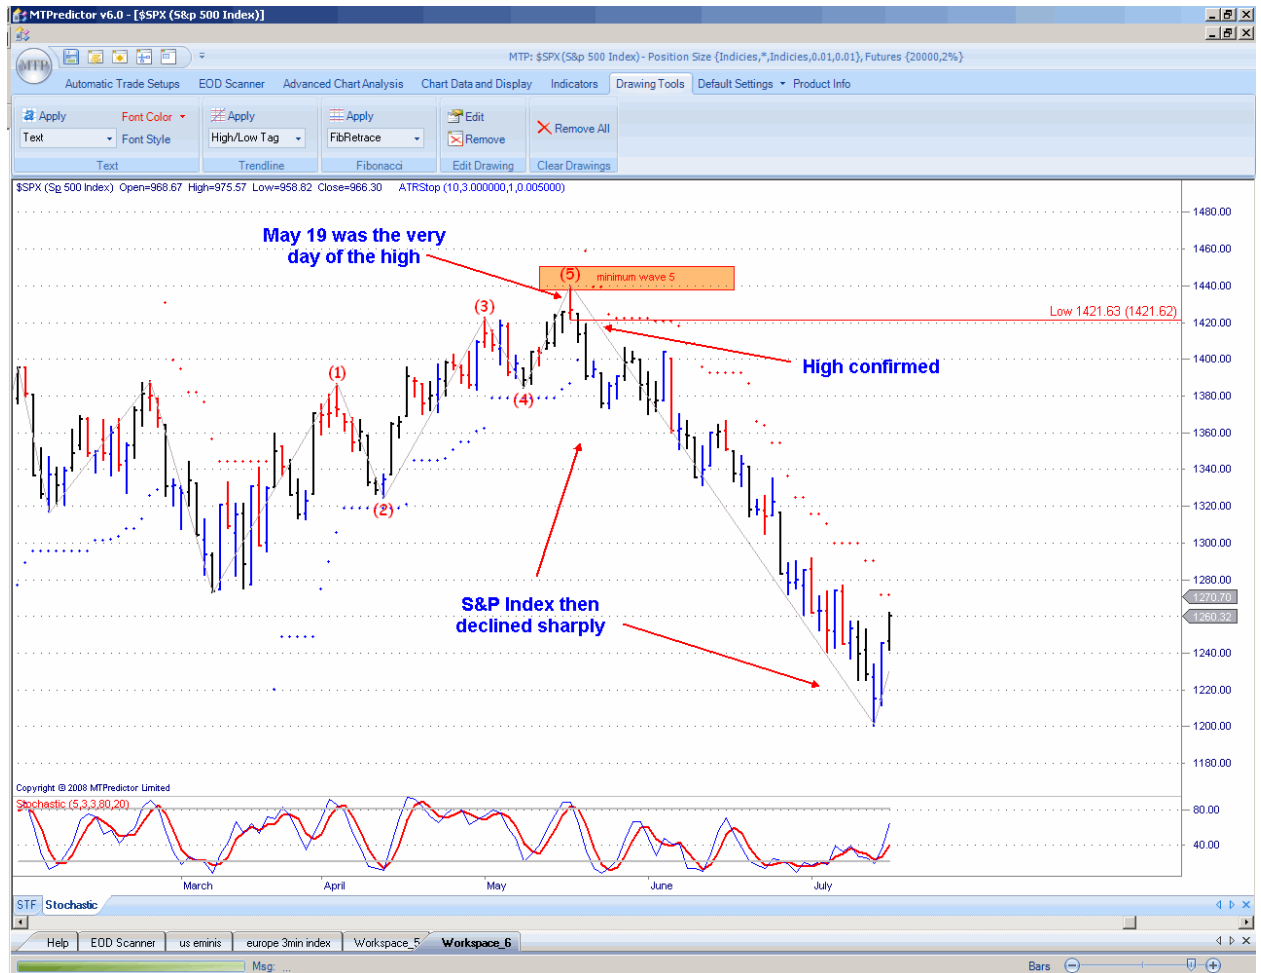 MTPredictor v6.0 - [$SPX (S&p 500 Index)]
MTP
MTP: $SPX(S&p 500 Index) - Position Size {Indicies,*,Indicies,0.01,0.01}, Futures {20000,2%}
Automatic Trade Setups EOD Scanner Advanced Chart Analysis Chart Data and Display Indicators Drawing Tools Default Settings Product Info
a Apply Font Color Apply Apply Edit
Remove All
Text Font Style High/Low Tag FibRetrace Remove
Text Trendline Fibonacci Edit Drawing Clear Drawings
$SPX (Sp 500 Index) Open=968.67 High=975.57 Low=958.82 Close=966.30 ATRStop (10,3.000000,1,0.005000)
1480.00
May 19 was the very
day of the high
1460.00
(5) minimum wave 5
1440.00
(3)
Low 1421.63 (1421.62)
1420.00
High confirmed
1400.00
(1)
(4)
1380.00
1360.00
1340.00
(2)
1320.00
1300.00
1280.00
1270.70
S&P Index then
declined sharply
1260.32
1240.00
1220.00
1200.00
1180.00
Copyright © 2008 MTPredictor Limited
Stochastic (5,3,3,80,20)
80.00
40.00
March April May June July
STF Stochastic
Help EOD Scanner us eminis europe 3min index Workspace_5 Workspace_6
Msg: ... Bars